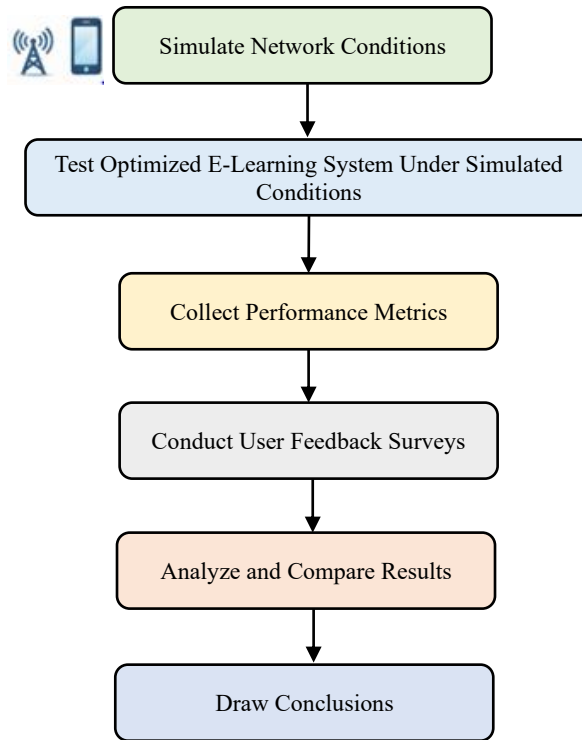 Simulate Network Conditions
Test Optimized E-Learning System Under Simulated
Conditions
Collect Performance Metrics
Conduct User Feedback Surveys
Analyze and Compare Results
Draw Conclusions